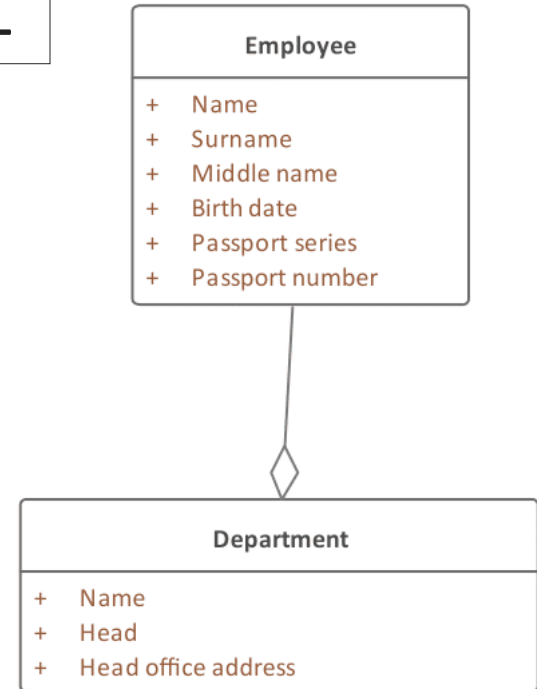 Employee
+ Name
+ Surname
+ Middle name
+ Birth date
+ Passport series
+ Passport number
Department
+ Name
+ Head
+ Head office address